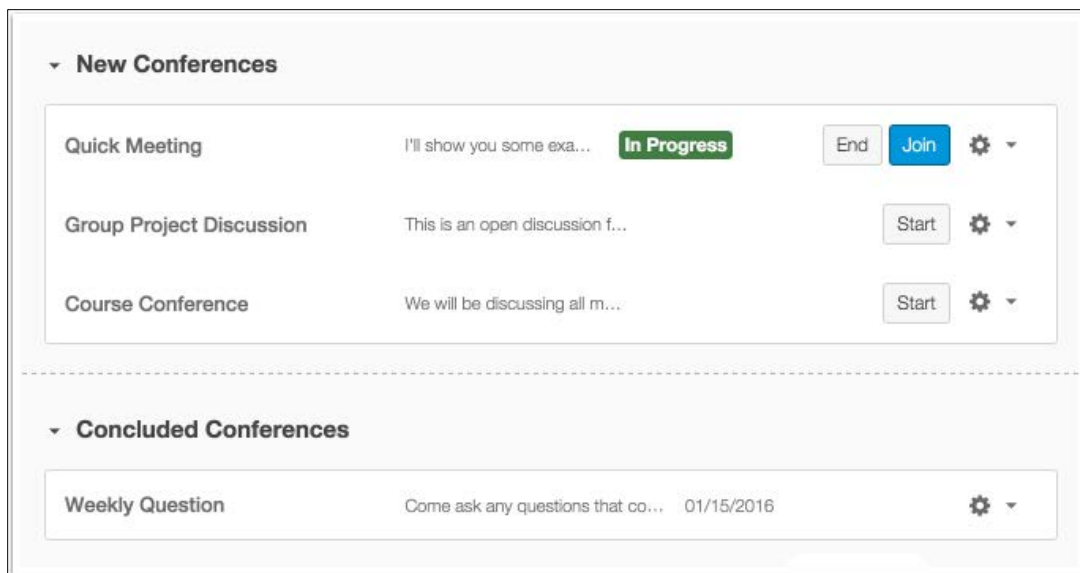 New Conferences
Quick Meeting I'll show you some exa... In Progress End Join
Group Project Discussion This is an open discussion f... Start
Course Conference We will be discussing all m... Start
Concluded Conferences
Weekly Question Come ask any questions that co... 01/15/2016